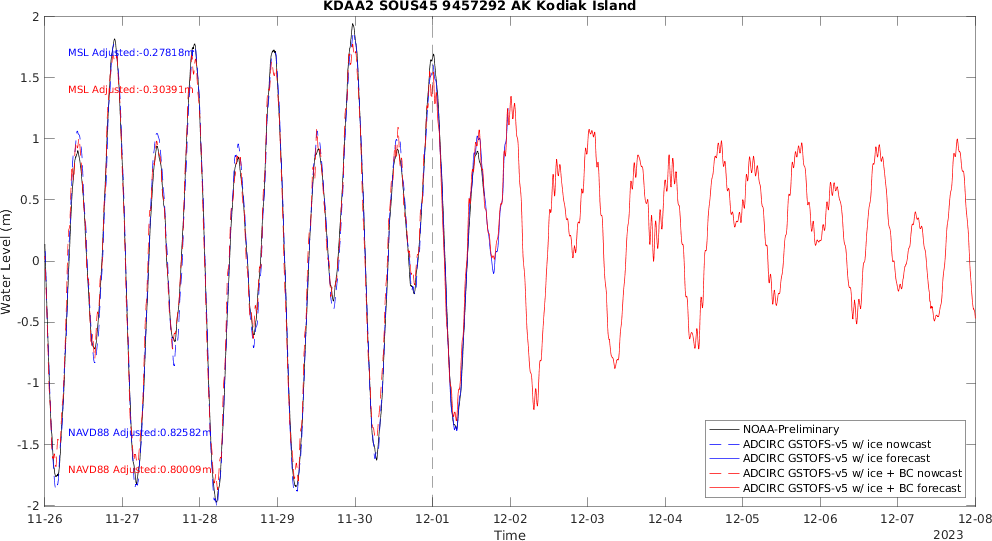 KDAA2 SOUS45 9457292 AK Kodiak Island
Water Level (m)
2
1.5
1
0.5
0
-0.5
-1
-1.5
-2
MSL Adjusted:-0.27818m
MSL Adjusted:-0.30391m
NAVD88 Adjusted:0.82582m
NAVD88 Adjusted:0.80009m
NOAA-Preliminary
ADCIRC GSTOFS-v5 w/ ice nowcast
ADCIRC GSTOFS-v5 w/ ice forecast
ADCIRC GSTOFS-v5 w/ ice + BC nowcast
ADCIRC GSTOFS-v5 w/ ice + BC forecast
11-26 11-27 11-28 11-29 11-30 12-01 12-02 12-03 12-04 12-05 12-06 12-07 12-08
Time
2023